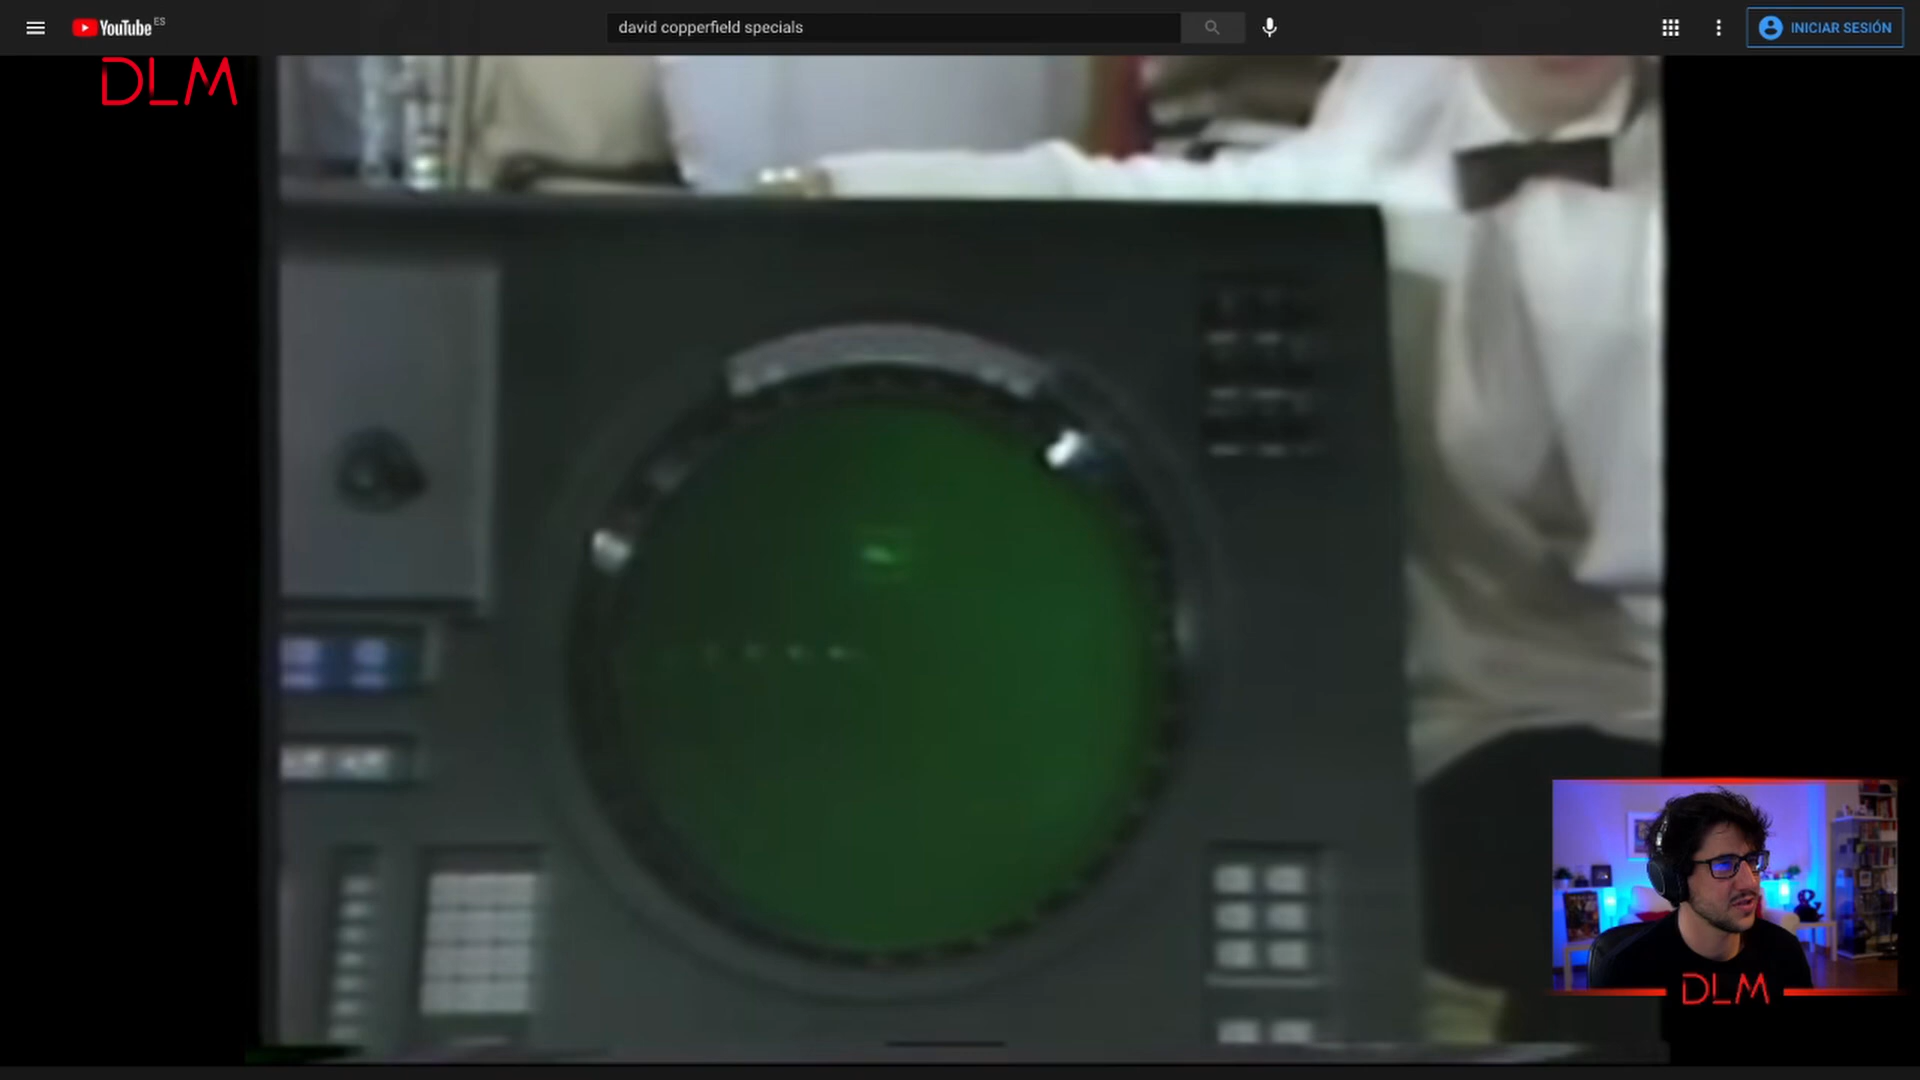 YouTube ES
david copperfield specials
INICIAR SESIÓN
DLM
DLM